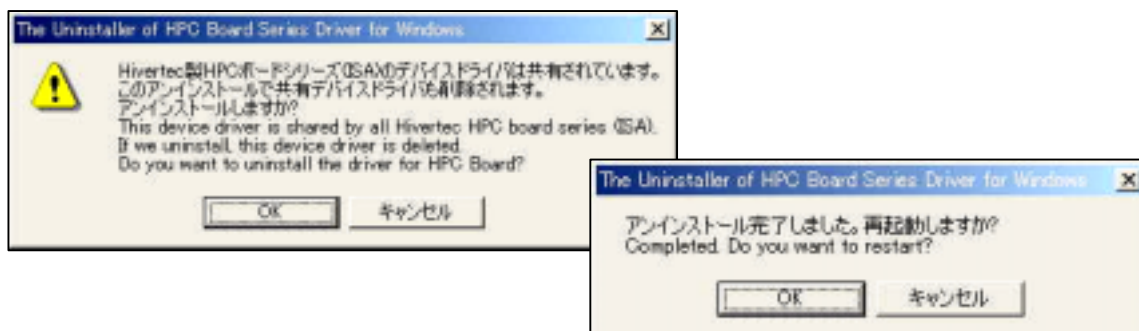 The Uninstaller of HPC Board Series Driver for Windows
Hivertec製HPCボードシリーズ(ISA)のデバイスドライバは共有されています。
このアンインストールで共有デバイスドライバも削除されます。
アンインストールしますか?
This device driver is shared by all Hivertec HPC board series (ISA).
If we uninstall, this device driver is deleted.
Do you want to uninstall the driver for HPC Board?
OK キャンセル
The Uninstaller of HPC Board Series Driver for Windows
アンインストール完了しました。再起動しますか?
Completed. Do you want to restart?
OK キャンセル